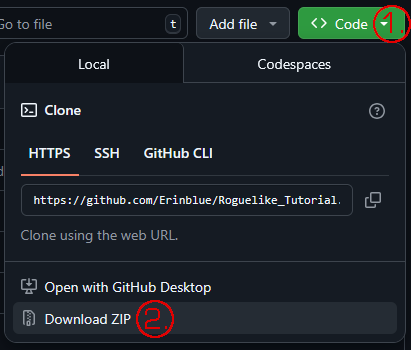 Go to file
t
Add file
<> Code
1.
Local
Codespaces
Clone
HTTPS
SSH
GitHub CLI
https://github.com/Erinblue/Roguelike_Tutorial.
Clone using the web URL.
Open with GitHub Desktop
Download ZIP
2.